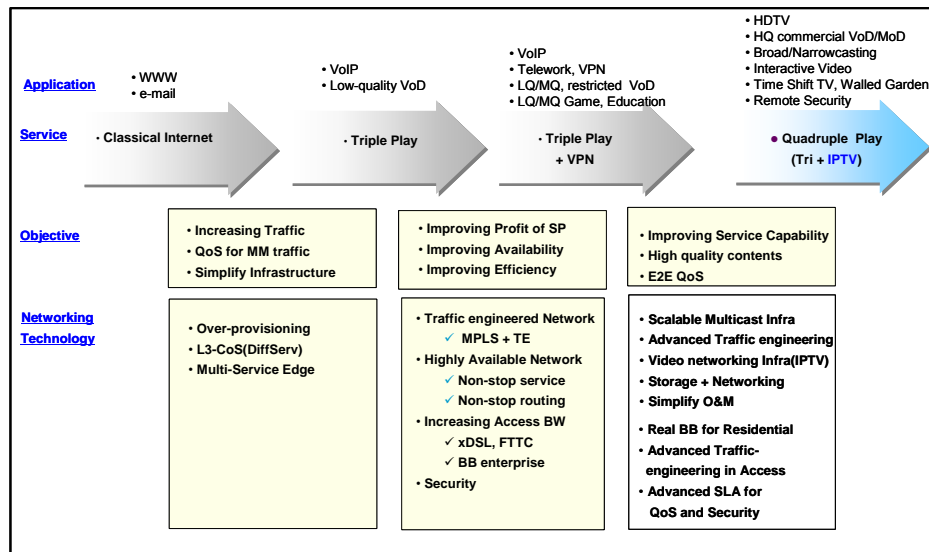 Application
• WWW
• e-mail
• VoIP
• Low-quality VoD
• VoIP
• Telework, VPN
• LQ/MQ, restricted VoD
• LQ/MQ Game, Education
• HDTV
• HQ commercial VoD/MoD
• Broad/Narrowcasting
• Interactive Video
• Time Shift TV, Walled Garden
• Remote Security
Service
· Classical Internet
· Triple Play
· Triple Play
+ VPN
● Quadruple Play
(Tri + IPTV)
Objective
• Increasing Traffic
• QoS for MM traffic
• Simplify Infrastructure
• Improving Profit of SP
• Improving Availability
• Improving Efficiency
• Improving Service Capability
• High quality contents
• E2E QoS
Networking
Technology
• Over-provisioning
• L3-CoS(DiffServ)
• Multi-Service Edge
• Traffic engineered Network
✓ MPLS + TE
• Highly Available Network
✓ Non-stop service
✓ Non-stop routing
• Increasing Access BW
✓ xDSL, FTTC
✓ BB enterprise
• Security
• Scalable Multicast Infra
• Advanced Traffic engineering
• Video networking Infra(IPTV)
• Storage + Networking
• Simplify O&M
• Real BB for Residential
• Advanced Traffic-
engineering in Access
• Advanced SLA for
QoS and Security